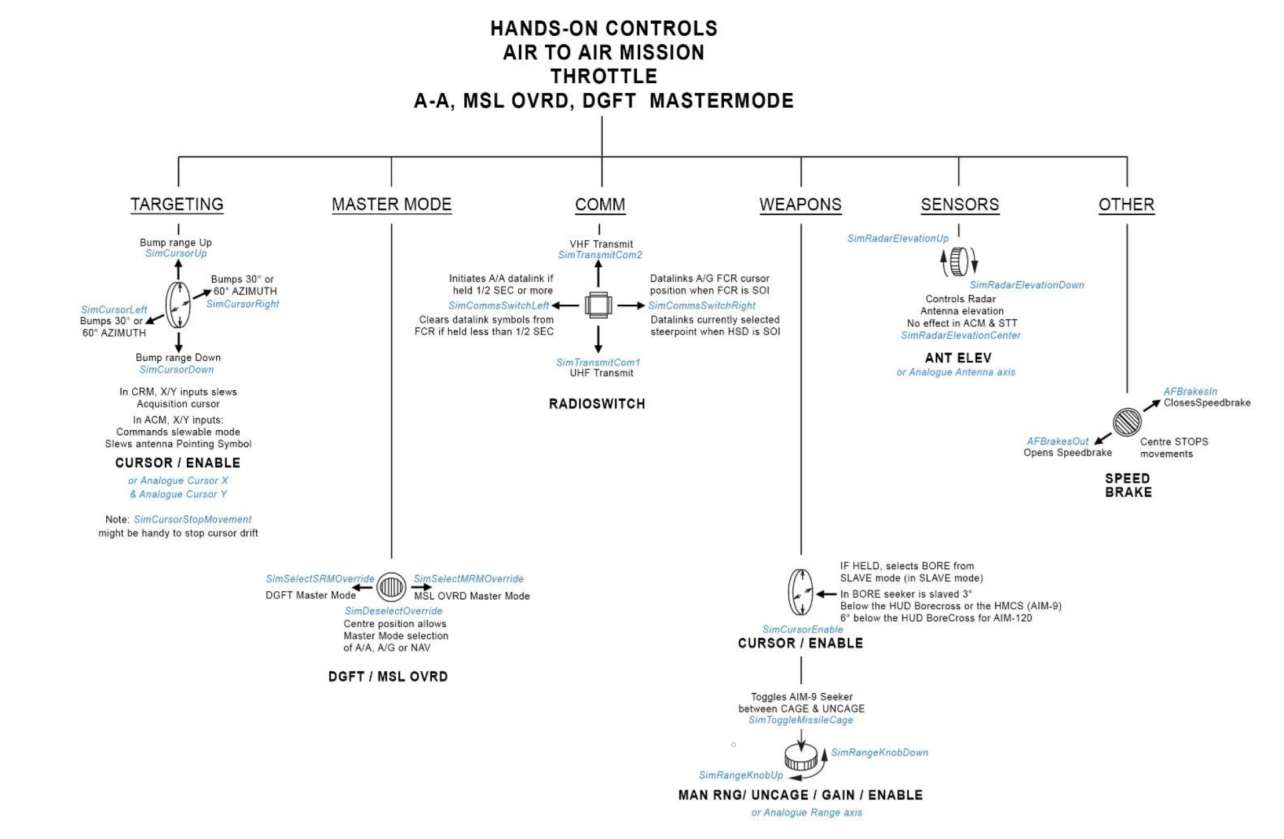 HANDS-ON CONTROLS
AIR TO AIR MISSION
THROTTLE
A-A, MSL OVRD, DGFT MASTERMODE
TARGETING
Bump range Up
SimCursorUp
Bumps 30° or
60° AZIMUTH
SimCursorRight
SimCursorLeft
Bumps 30° or
60° AZIMUTH
Bump range Down
SimCursorDown
In CRM, X/Y inputs slews
Acquisition cursor
In ACM, X/Y inputs:
Commands slewable mode
Slews antenna Pointing Symbol
CURSOR / ENABLE
or Analogue Cursor X
& Analogue Cursor Y
Note: SimCursorStopMovement
might be handy to stop cursor drift
MASTER MODE
SimSelectSRMOverride
DGFT Master Mode
SimSelectMRMOverride
MSL OVRD Master Mode
SimDeselectOverride
Centre position allows
Master Mode selection
of A/A, A/G or NAV
DGFT / MSL OVRD
COMM
VHF Transmit
SimTransmitCom2
Initiates A/A datalink if
held 1/2 SEC or more
SimCommsSwitchLeft
Clears datalink symbols from
FCR if held less than 1/2 SEC
Datalinks A/G FCR cursor
position when FCR is SOI
SimCommsSwitchRight
Datalinks currently selected
steerpoint when HSD is SOI
SimTransmitCom1
UHF Transmit
RADIOSWITCH
WEAPONS
IF HELD, selects BORE from
SLAVE mode (in SLAVE mode)
In BORE seeker is slaved 3°
Below the HUD Borecross or the HMCS (AIM-9)
6° below the HUD BoreCross for AIM-120
SimCursorEnable
CURSOR / ENABLE
Toggles AIM-9 Seeker
between CAGE & UNCAGE
SimToggleMissileCage
SimRangeKnobDown
SimRangeKnobUp
MAN RNG/ UNCAGE / GAIN / ENABLE
or Analogue Range axis
SENSORS
SimRadarElevationUp
SimRadarElevationDown
Controls Radar
Antenna elevation
No effect in ACM & STT
SimRadarElevationCenter
ANT ELEV
or Analogue Antenna axis
OTHER
AFBrakesIn
ClosesSpeedbrake
AFBrakesOut
Opens Speedbrake
Centre STOPS
movements
SPEED
BRAKE